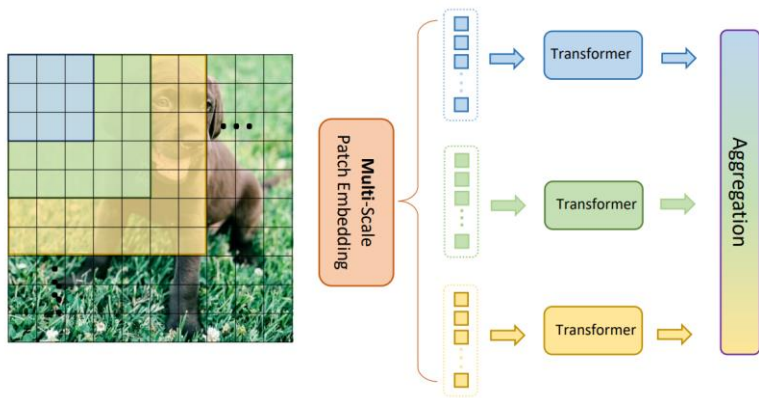 Multi-Scale
Patch Embedding
Transformer
Transformer
Transformer
Aggregation